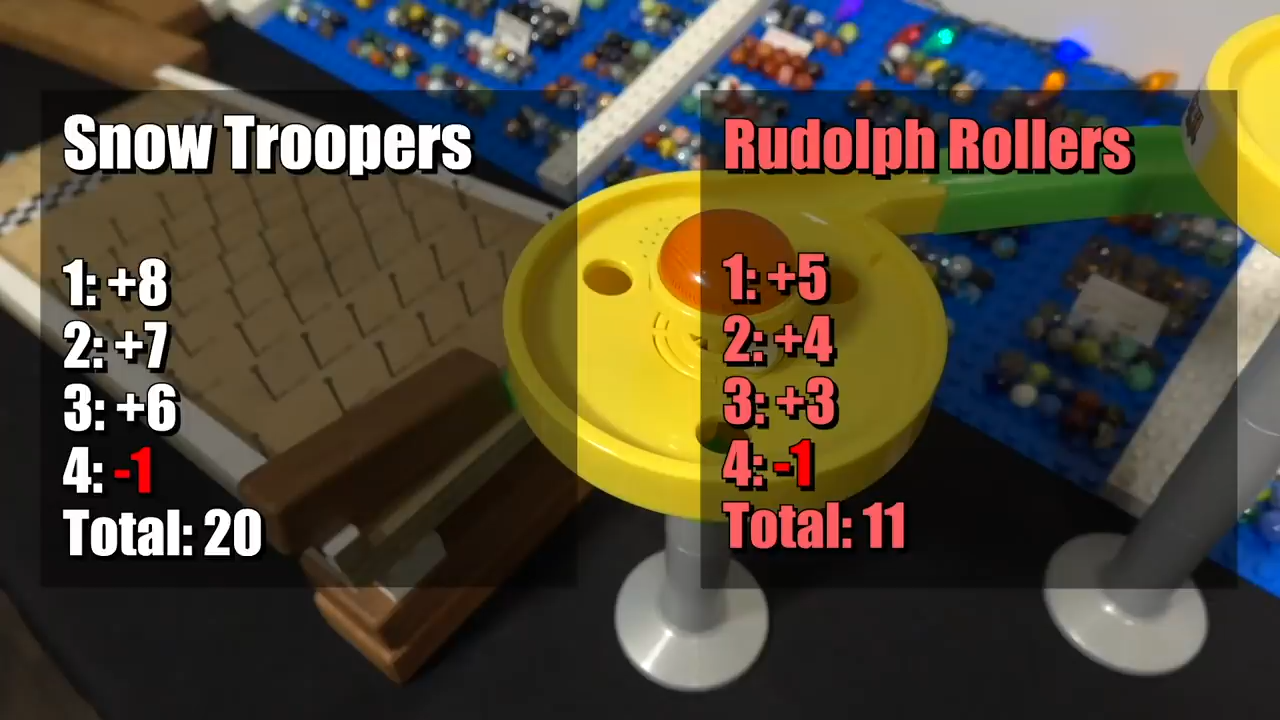 Snow Troopers
1: +8
2: +7
3: +6
4: -1
Total: 20
Rudolph Rollers
1: +5
2: +4
3: +3
4: -1
Total: 11